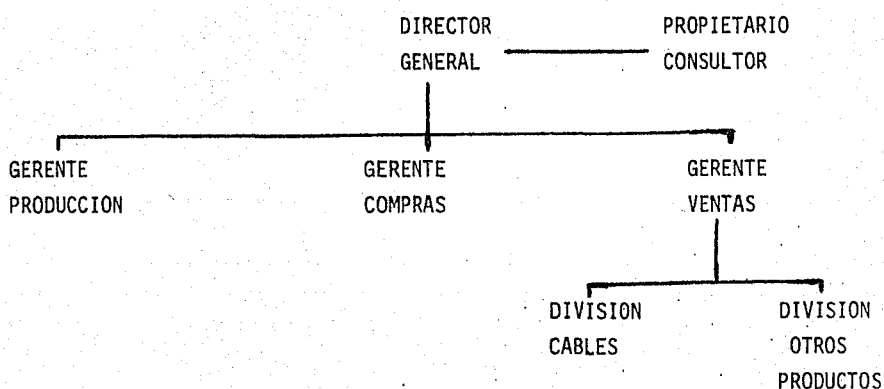 DIRECTOR
GENERAL
PROPIETARIO
CONSULTOR
GERENTE
PRODUCCION
GERENTE
COMPRAS
GERENTE
VENTAS
DIVISION
CABLES
DIVISION
OTROS
PRODUCTOS